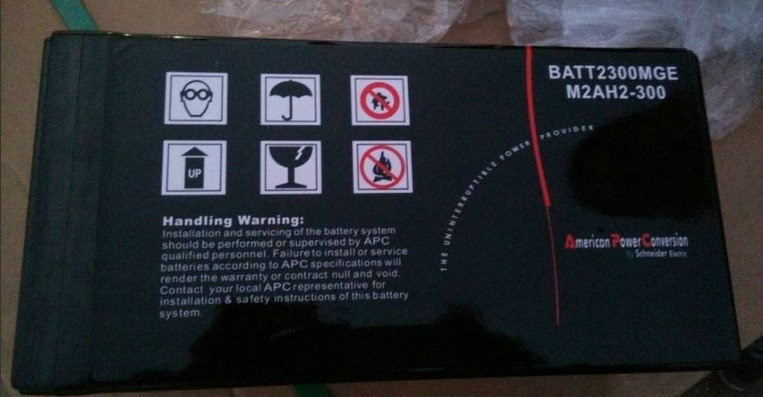 BATT2300MGE
M2AH2-300
UP
THE UNINTERRUPTIBLE POWER PROVIDER
American Power Conversion
by Schneider Electric
Handling Warning:
Installation and servicing of the battery system
should be performed or supervised by APC
qualified personnel. Failure to install or service
batteries according to APC specifications will
render the warranty or contract null and void.
Contact your local APC representative for
installation & safety instructions of this battery
system.